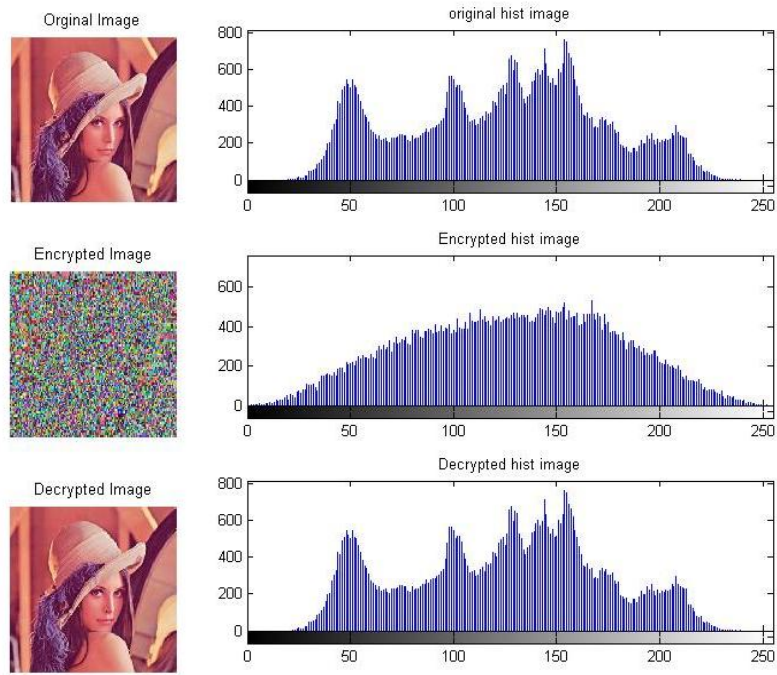 Orginal Image
original hist image
800
600
400
200
0
0 50 100 150 200 250
Encrypted Image
Encrypted hist image
600
400
200
0
0 50 100 150 200 250
Decrypted Image
Decrypted hist image
800
600
400
200
0
0 50 100 150 200 250